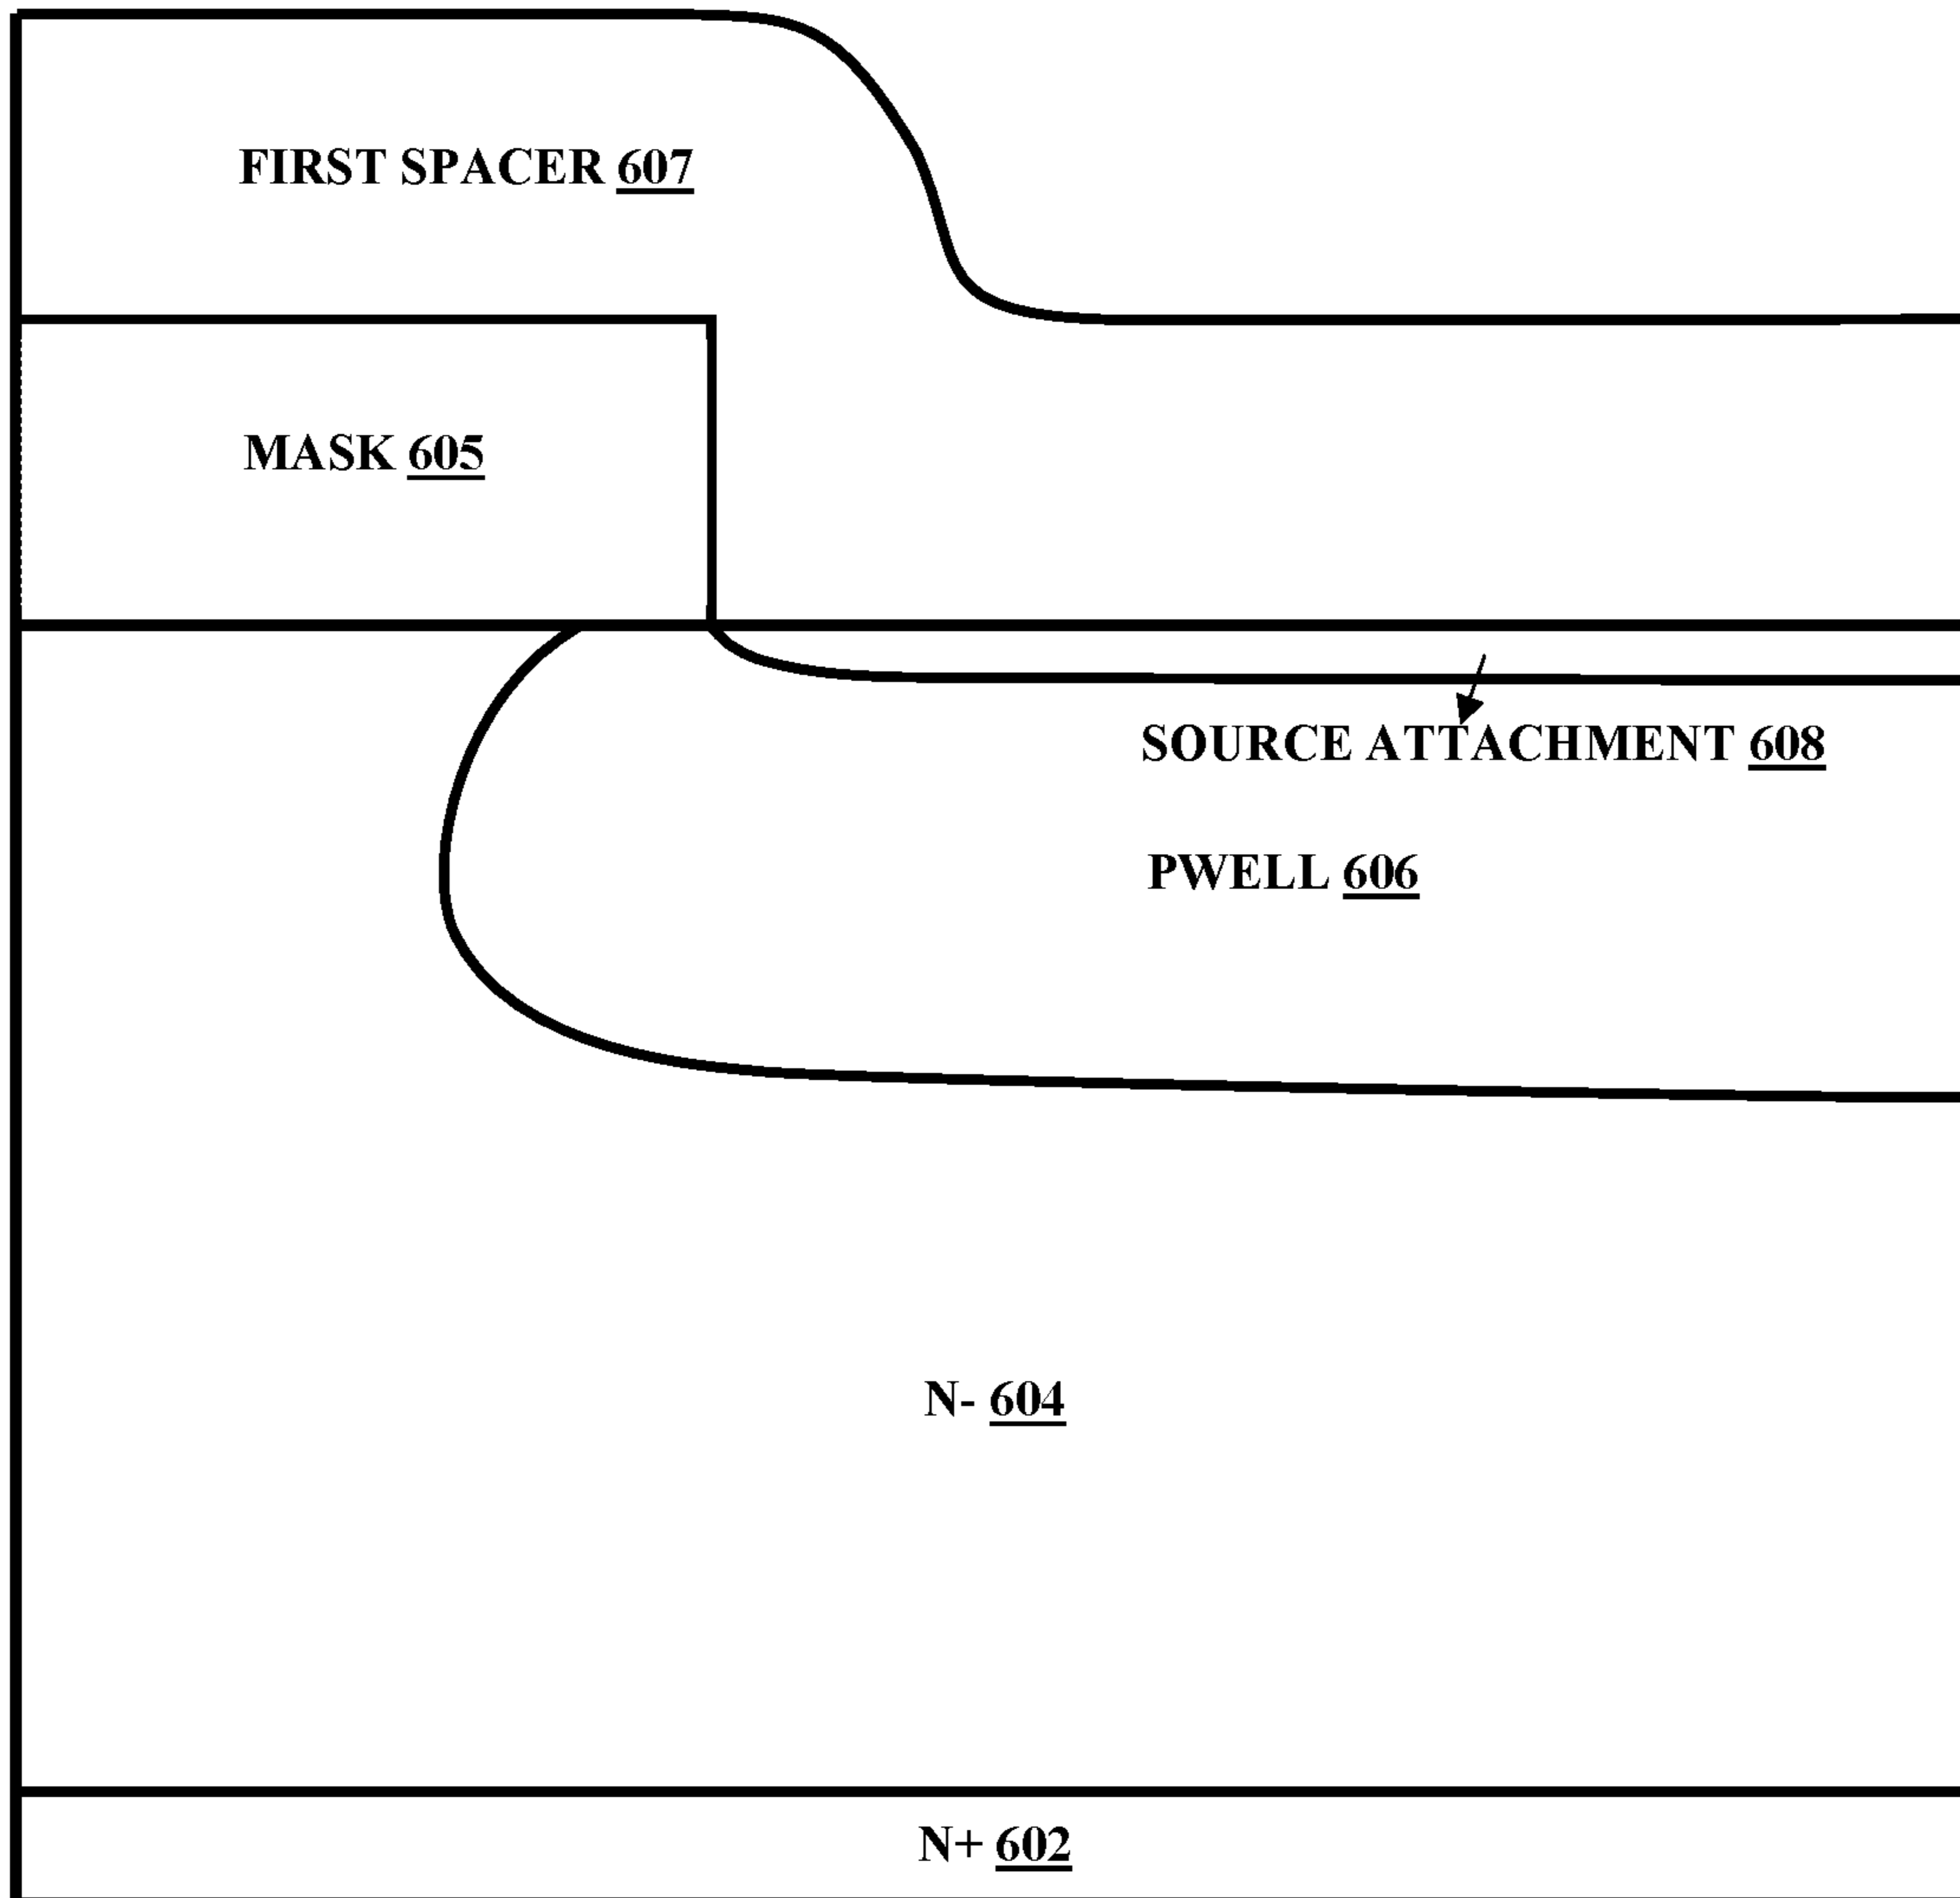 FIRST SPACER 607
MASK 605
SOURCE ATTACHMENT 608
PWELL 606
N- 604
N+ 602